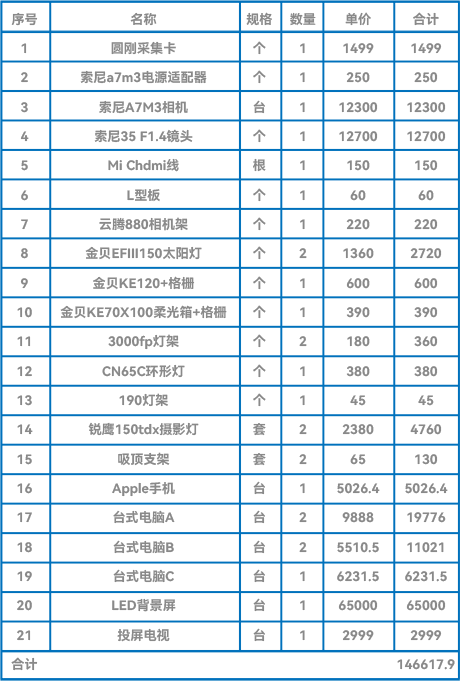 序号 名称 规格 数量 单价 合计
1 圆刚采集卡 个 1 1499 1499
2 索尼a7m3电源适配器 个 1 250 250
3 索尼A7M3相机 台 1 12300 12300
4 索尼35 F1.4镜头 个 1 12700 12700
5 Mi Chdmi线 根 1 150 150
6 L型板 个 1 60 60
7 云腾880相机架 个 1 220 220
8 金贝EFIII150太阳灯 个 2 1360 2720
9 金贝KE120+格栅 个 1 600 600
10 金贝KE70X100柔光箱+格栅 个 1 390 390
11 3000fp灯架 个 2 180 360
12 CN65C环形灯 个 1 380 380
13 190灯架 个 1 45 45
14 锐鹰150tdx摄影灯 套 2 2380 4760
15 吸顶支架 套 2 65 130
16 Apple手机 台 1 5026.4 5026.4
17 台式电脑A 台 2 9888 19776
18 台式电脑B 台 2 5510.5 11021
19 台式电脑C 台 1 6231.5 6231.5
20 LED背景屏 台 1 65000 65000
21 投屏电视 台 1 2999 2999
合计 146617.9